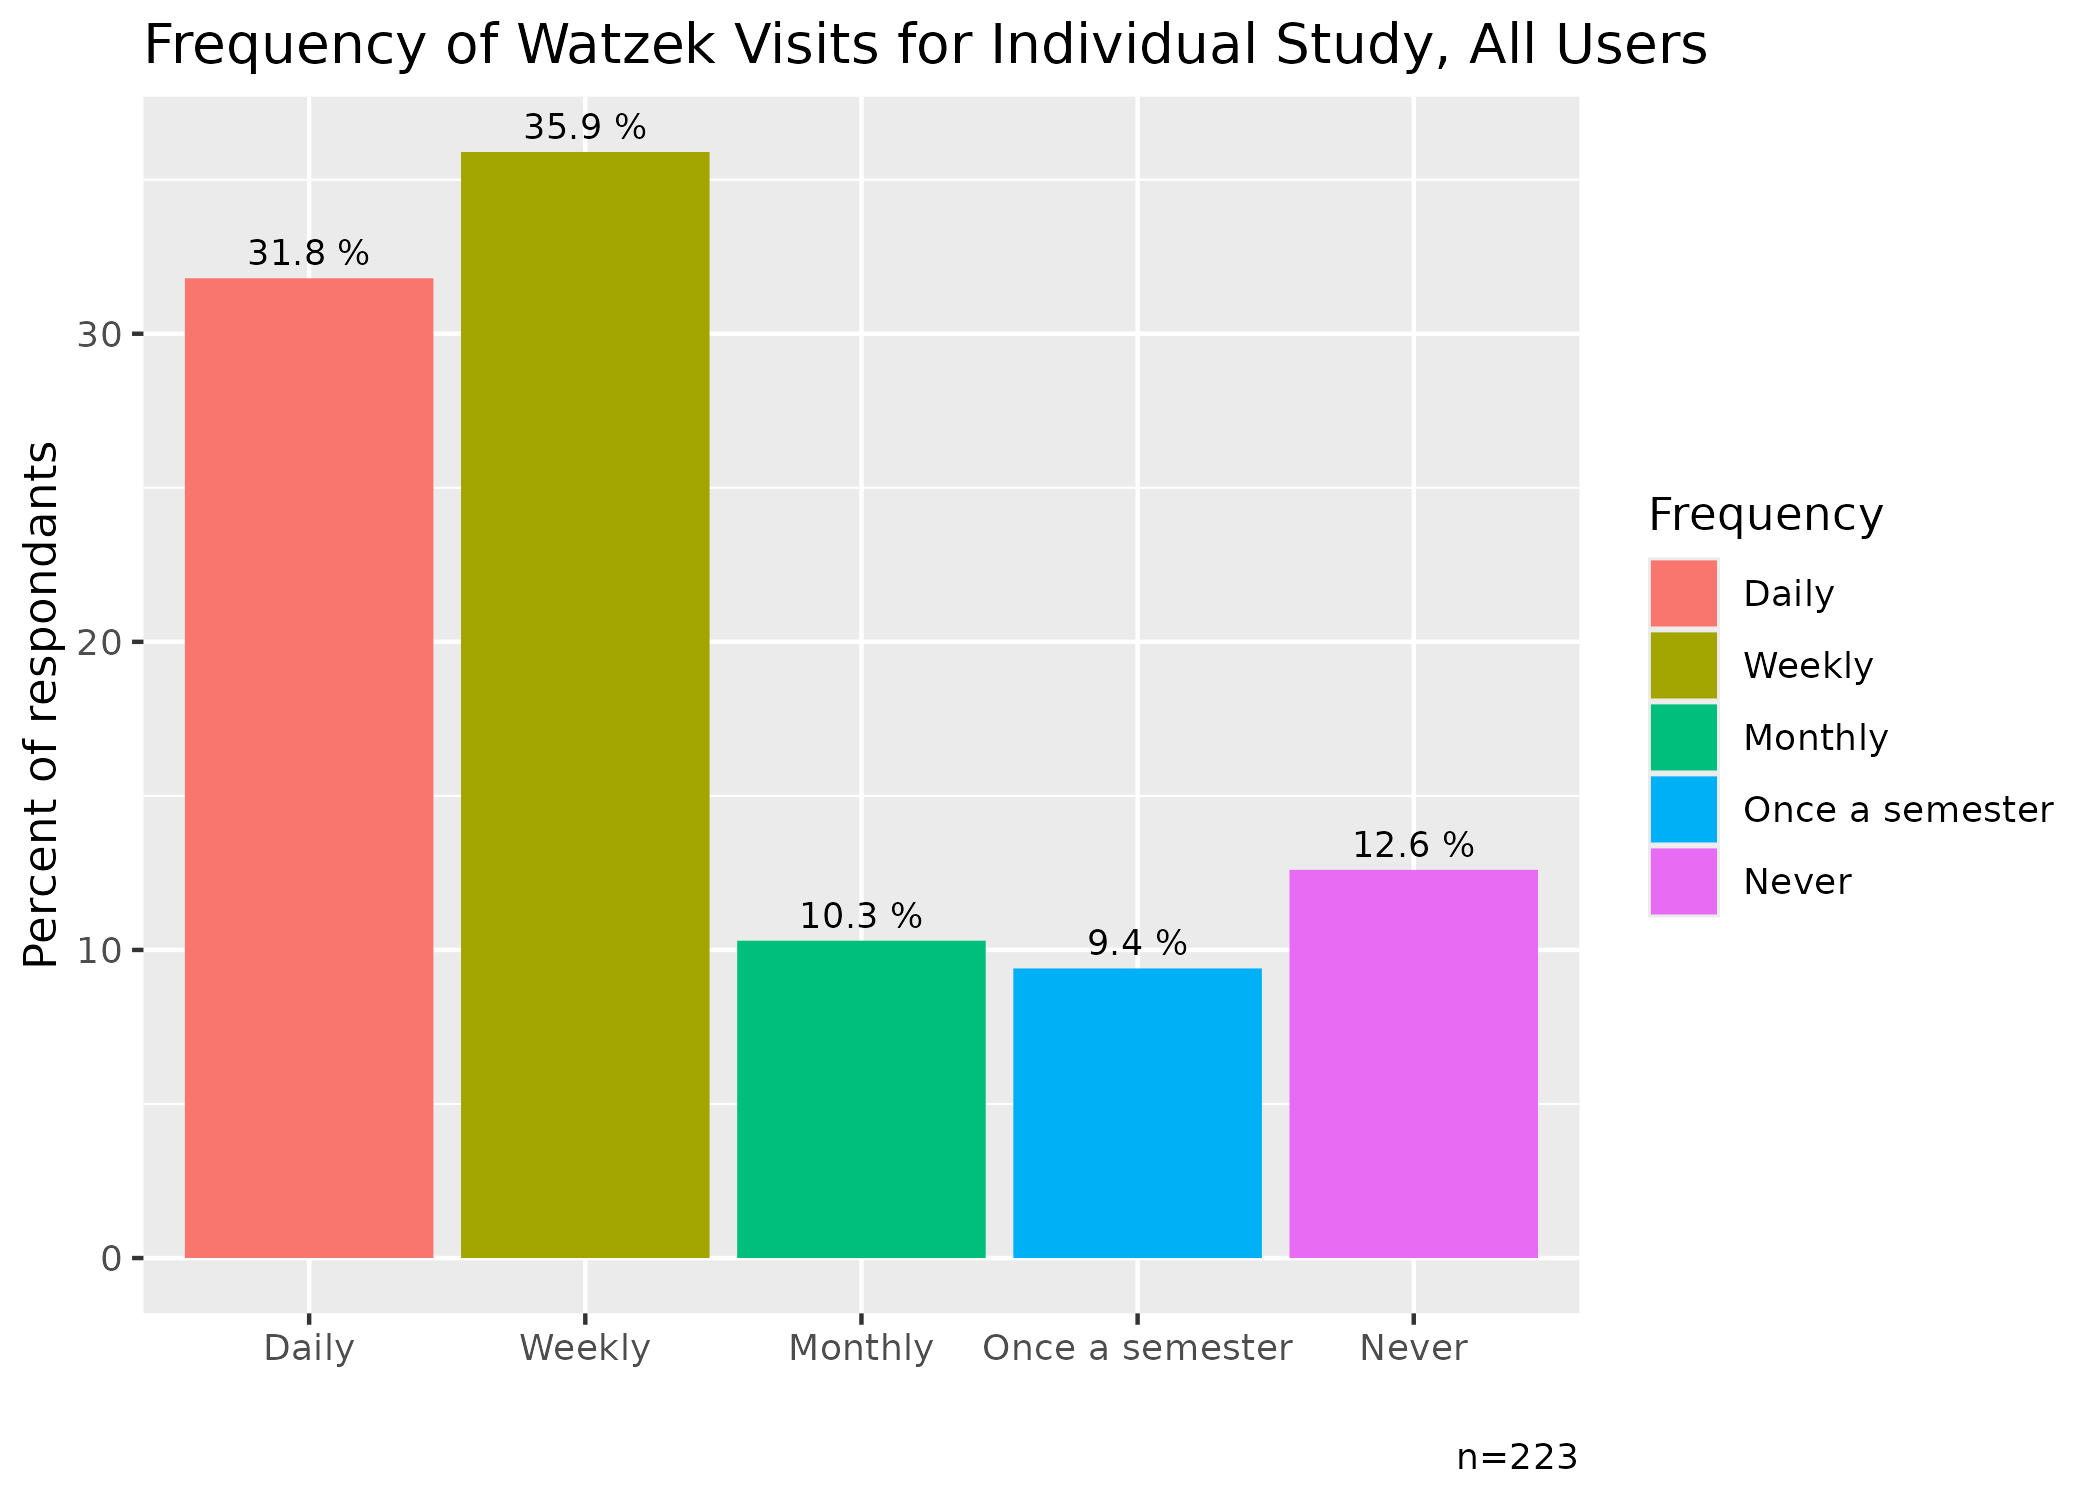 Frequency of Watzek Visits for Individual Study, All Users
35.9 %
31.8 %
12.6 %
10.3 %
9.4 %
Percent of respondants
30
20
10
0
Daily Weekly Monthly Once a semester Never
Frequency
Daily
Weekly
Monthly
Once a semester
Never
n=223